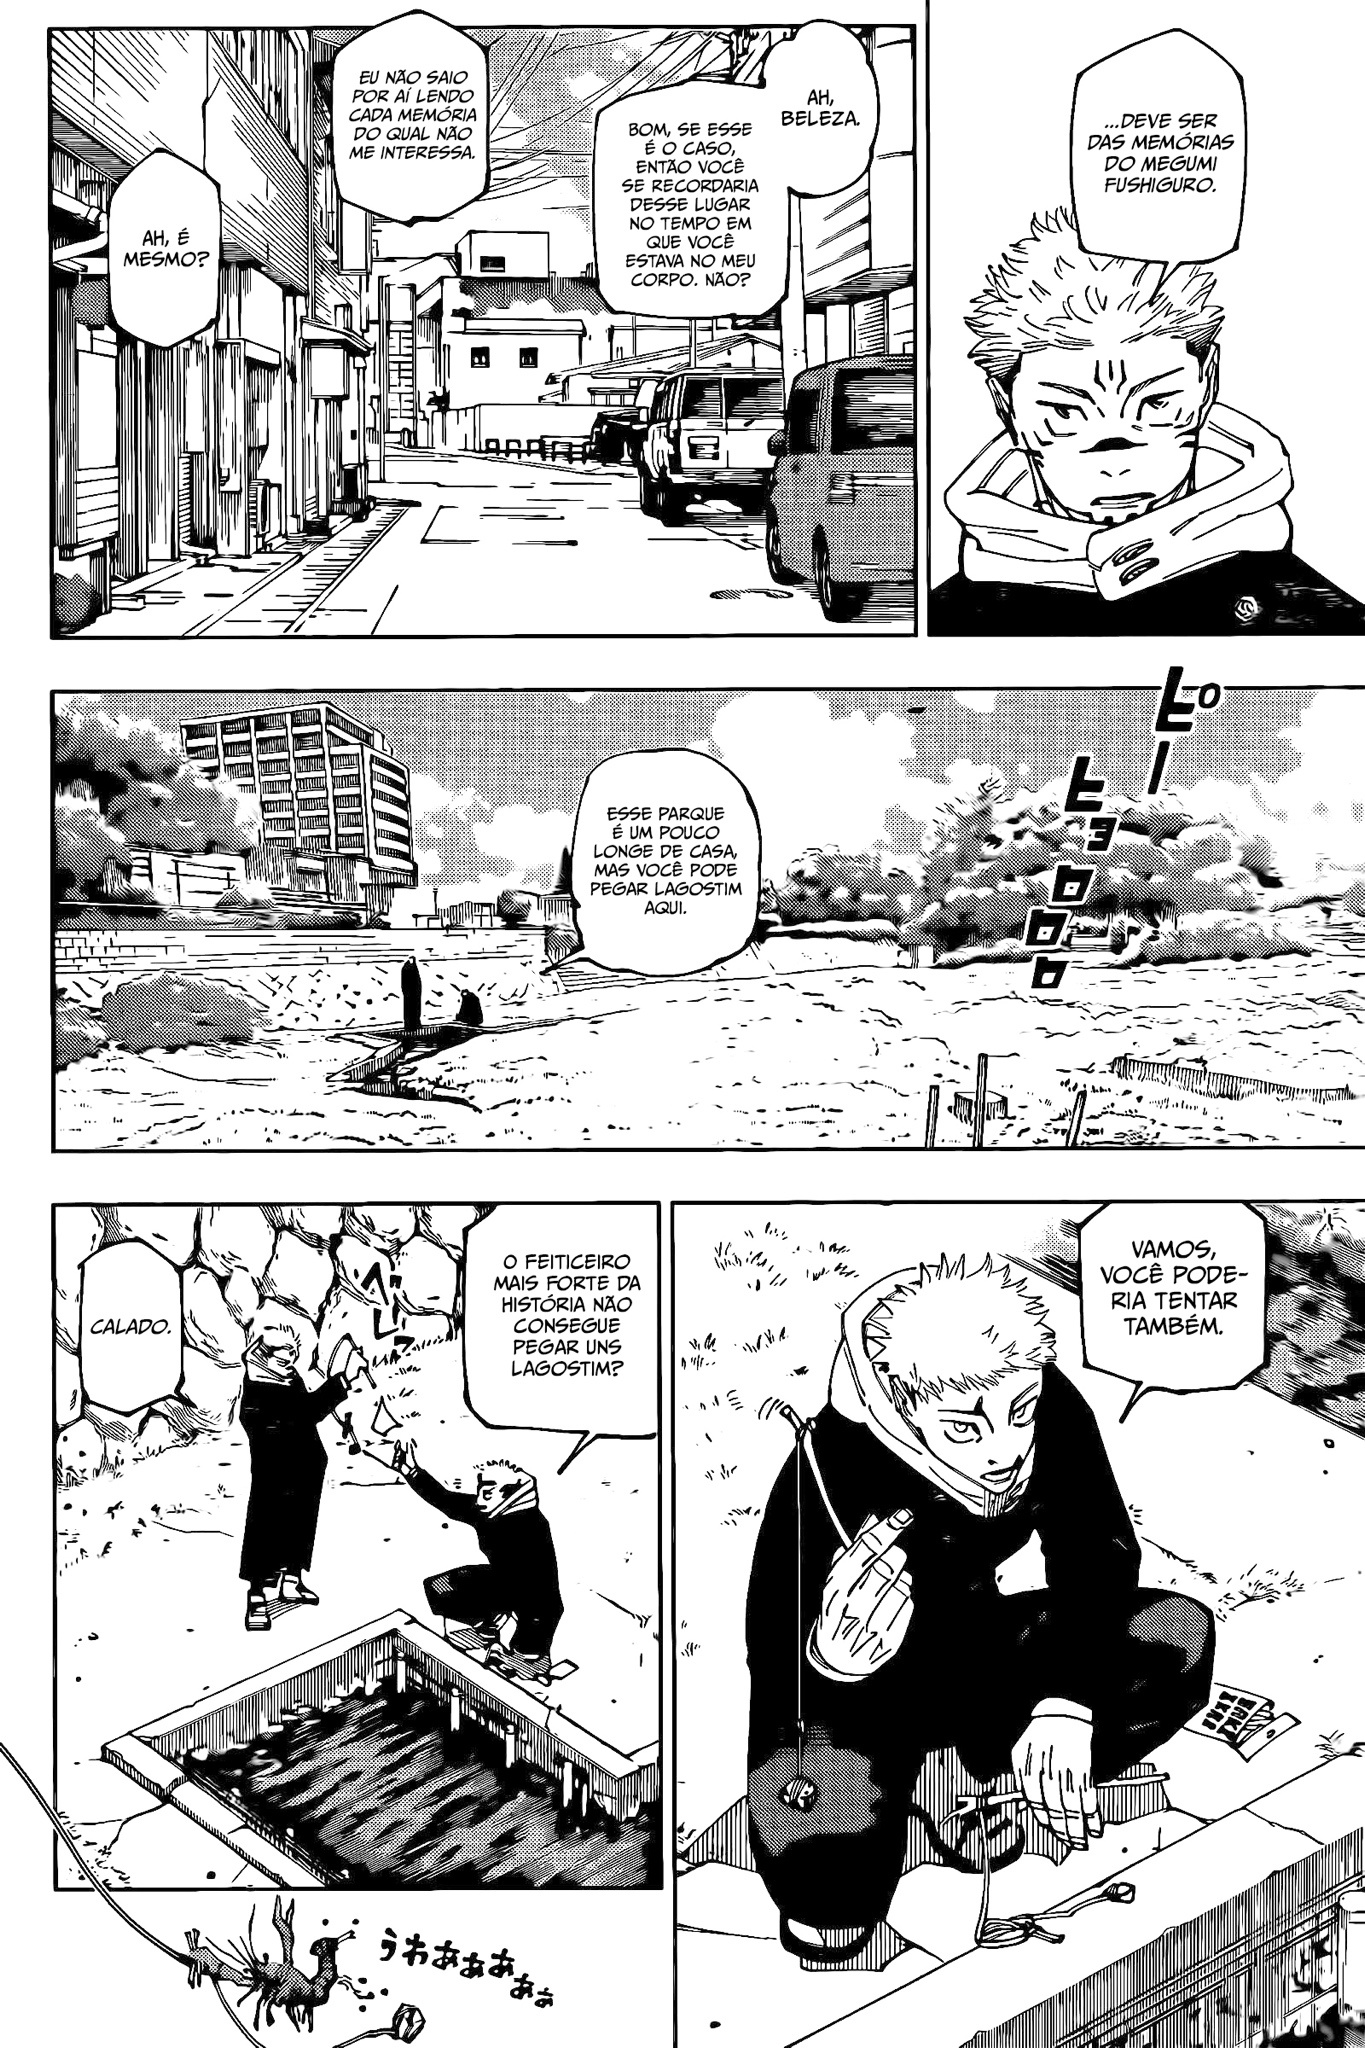 ...DEVE SER
DAS MEMÓRIAS
DO MEGUMI
FUSHIGURO.
AH,
BELEZA.
BOM, SE ESSE
É O CASO,
ENTÃO VOCÊ
SE RECORDARIA
DESSE LUGAR
NO TEMPO EM
QUE VOCÊ
ESTAVA NO MEU
CORPO. NÃO?
EU NÃO SAIO
POR AÍ LENDO
CADA MEMÓRIA
DO QUAL NÃO
ME INTERESSA.
AH, É
MESMO?
ピー
ヒョロロロ
ESSE PARQUE
É UM POUCO
LONGE DE CASA,
MAS VOCÊ PODE
PEGAR LAGOSTIM
AQUI.
VAMOS,
VOCÊ PODE-
RIA TENTAR
TAMBÉM.
O FEITICEIRO
MAIS FORTE DA
HISTÓRIA NÃO
CONSEGUE
PEGAR UNS
LAGOSTIM?
CALADO.
うわぁぁぁぁぁ